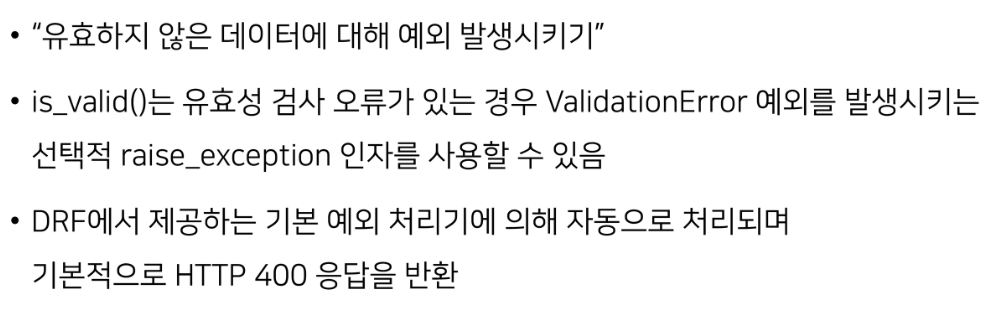 • “유효하지 않은 데이터에 대해 예외 발생시키기”
• is_valid()는 유효성 검사 오류가 있는 경우 ValidationError 예외를 발생시키는
선택적 raise_exception 인자를 사용할 수 있음
• DRF에서 제공하는 기본 예외 처리기에 의해 자동으로 처리되며
기본적으로 HTTP 400 응답을 반환